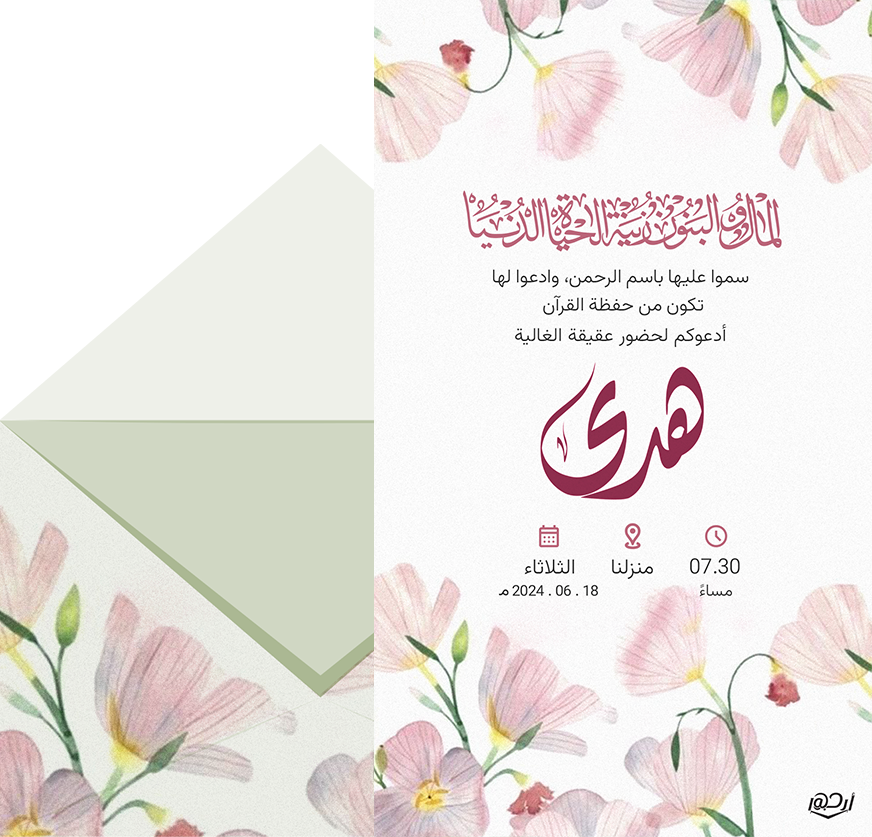 المال والبنون زينة الحياة الدنيا
سموا عليها باسم الرحمن، وادعوا لها
تكون من حفظة القرآن
أدعوكم لحضور عقيقة الغالية
هدى
07.30
مساءً
منزلنا
الثلاثاء
18 . 06 . 2024 مـ